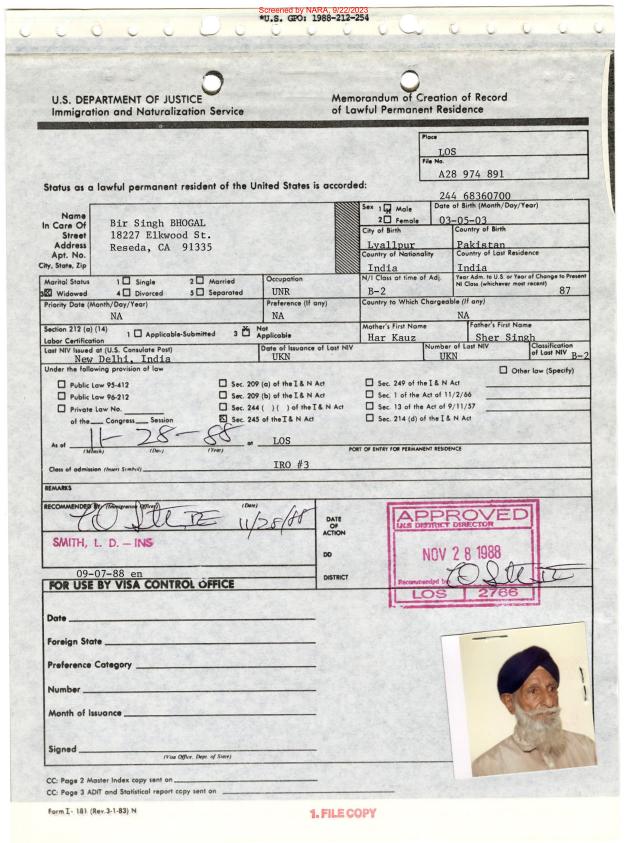 Screened by NARA, 9/22/2023
*U.S. GPO: 1988-212-254
U.S. DEPARTMENT OF JUSTICE
Immigration and Naturalization Service
Memorandum of Creation of Record
of Lawful Permanent Residence
Place
LOS
File No.
A28 974 891
Status as a lawful permanent resident of the United States is accorded:
244 68360700
Name
In Care Of
Street
Address
Apt. No.
City, State, Zip
Bir Singh BHOGAL
18227 Elkwood St.
Reseda, CA 91335
Sex 1 Male
2 Female
Date of Birth (Month/Day/Year)
03-05-03
City of Birth
Lyallpur
Country of Birth
Pakistan
Country of Nationality
India
Country of Last Residence
India
Marital Status 1 Single 2 Married
3 Widowed 4 Divorced 5 Separated
Occupation
UNR
N/I Class at time of Adj.
B-2
Year Adm. to U.S. or Year of Change to Present
NI Class (whichever most recent)
87
Priority Date (Month/Day/Year)
NA
Preference (If any)
NA
Country to Which Chargeable (If any)
NA
Section 212 (a) (14)
Labor Certification
1 Applicable-Submitted 3 Not Applicable
Mother's First Name
Har Kauz
Father's First Name
Sher Singh
Last NIV Issued at (U.S. Consulate Post)
New Delhi, India
Date of Issuance of Last NIV
UKN
Number of Last NIV
UKN
Classification
of Last NIV B-2
Under the following provision of law
Other law (Specify)
Public Law 95-412
Public Law 96-212
Private Law No.
of the Congress Session
Sec. 209 (a) of the I & N Act
Sec. 209 (b) of the I & N Act
Sec. 244 ( ) ( ) of the I & N Act
Sec. 245 of the I & N Act
Sec. 249 of the I & N Act
Sec. 1 of the Act of 11/2/66
Sec. 13 of the Act of 9/11/57
Sec. 214 (d) of the I & N Act
As of 11-28-88 at LOS
(Month) (Day) (Year)
PORT OF ENTRY FOR PERMANENT RESIDENCE
Class of admission (Insert Symbol) IRO #3
REMARKS
RECOMMENDED BY (Immigration Officer) (Date)
11/28/88
SMITH, L. D. — INS
09-07-88 en
DATE
OF
ACTION
DD
DISTRICT
APPROVED
U.S. DISTRICT DIRECTOR
NOV 28 1988
Recommended by
LOS 2766
FOR USE BY VISA CONTROL OFFICE
Date
Foreign State
Preference Category
Number
Month of Issuance
Signed
(Visa Office, Dept. of State)
CC: Page 2 Master Index copy sent on
CC: Page 3 ADIT and Statistical report copy sent on
Form I-181 (Rev.3-1-83) N
1. FILE COPY